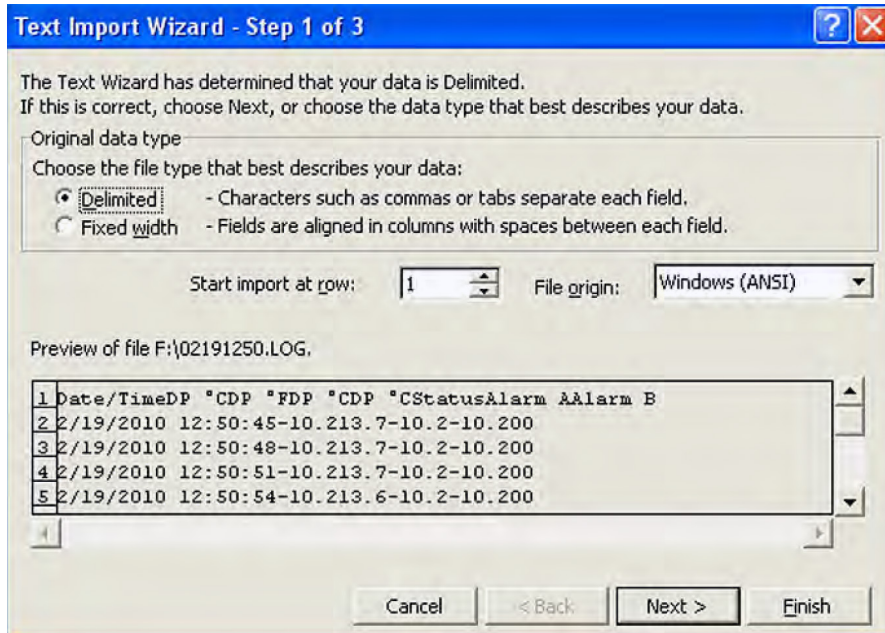 Text Import Wizard - Step 1 of 3
The Text Wizard has determined that your data is Delimited.
If this is correct, choose Next, or choose the data type that best describes your data.
Original data type
Choose the file type that best describes your data:
Delimited - Characters such as commas or tabs separate each field.
Fixed width - Fields are aligned in columns with spaces between each field.
Start import at row: 1 File origin: Windows (ANSI)
Preview of file F:\02191250.LOG.
1 Date/TimeDP °CDP °FDP °CDP °CStatusAlarm AAlarm B
2 2/19/2010 12:50:45-10.213.7-10.2-10.200
3 2/19/2010 12:50:48-10.213.7-10.2-10.200
4 2/19/2010 12:50:51-10.213.7-10.2-10.200
5 2/19/2010 12:50:54-10.213.6-10.2-10.200
Cancel < Back Next > Finish